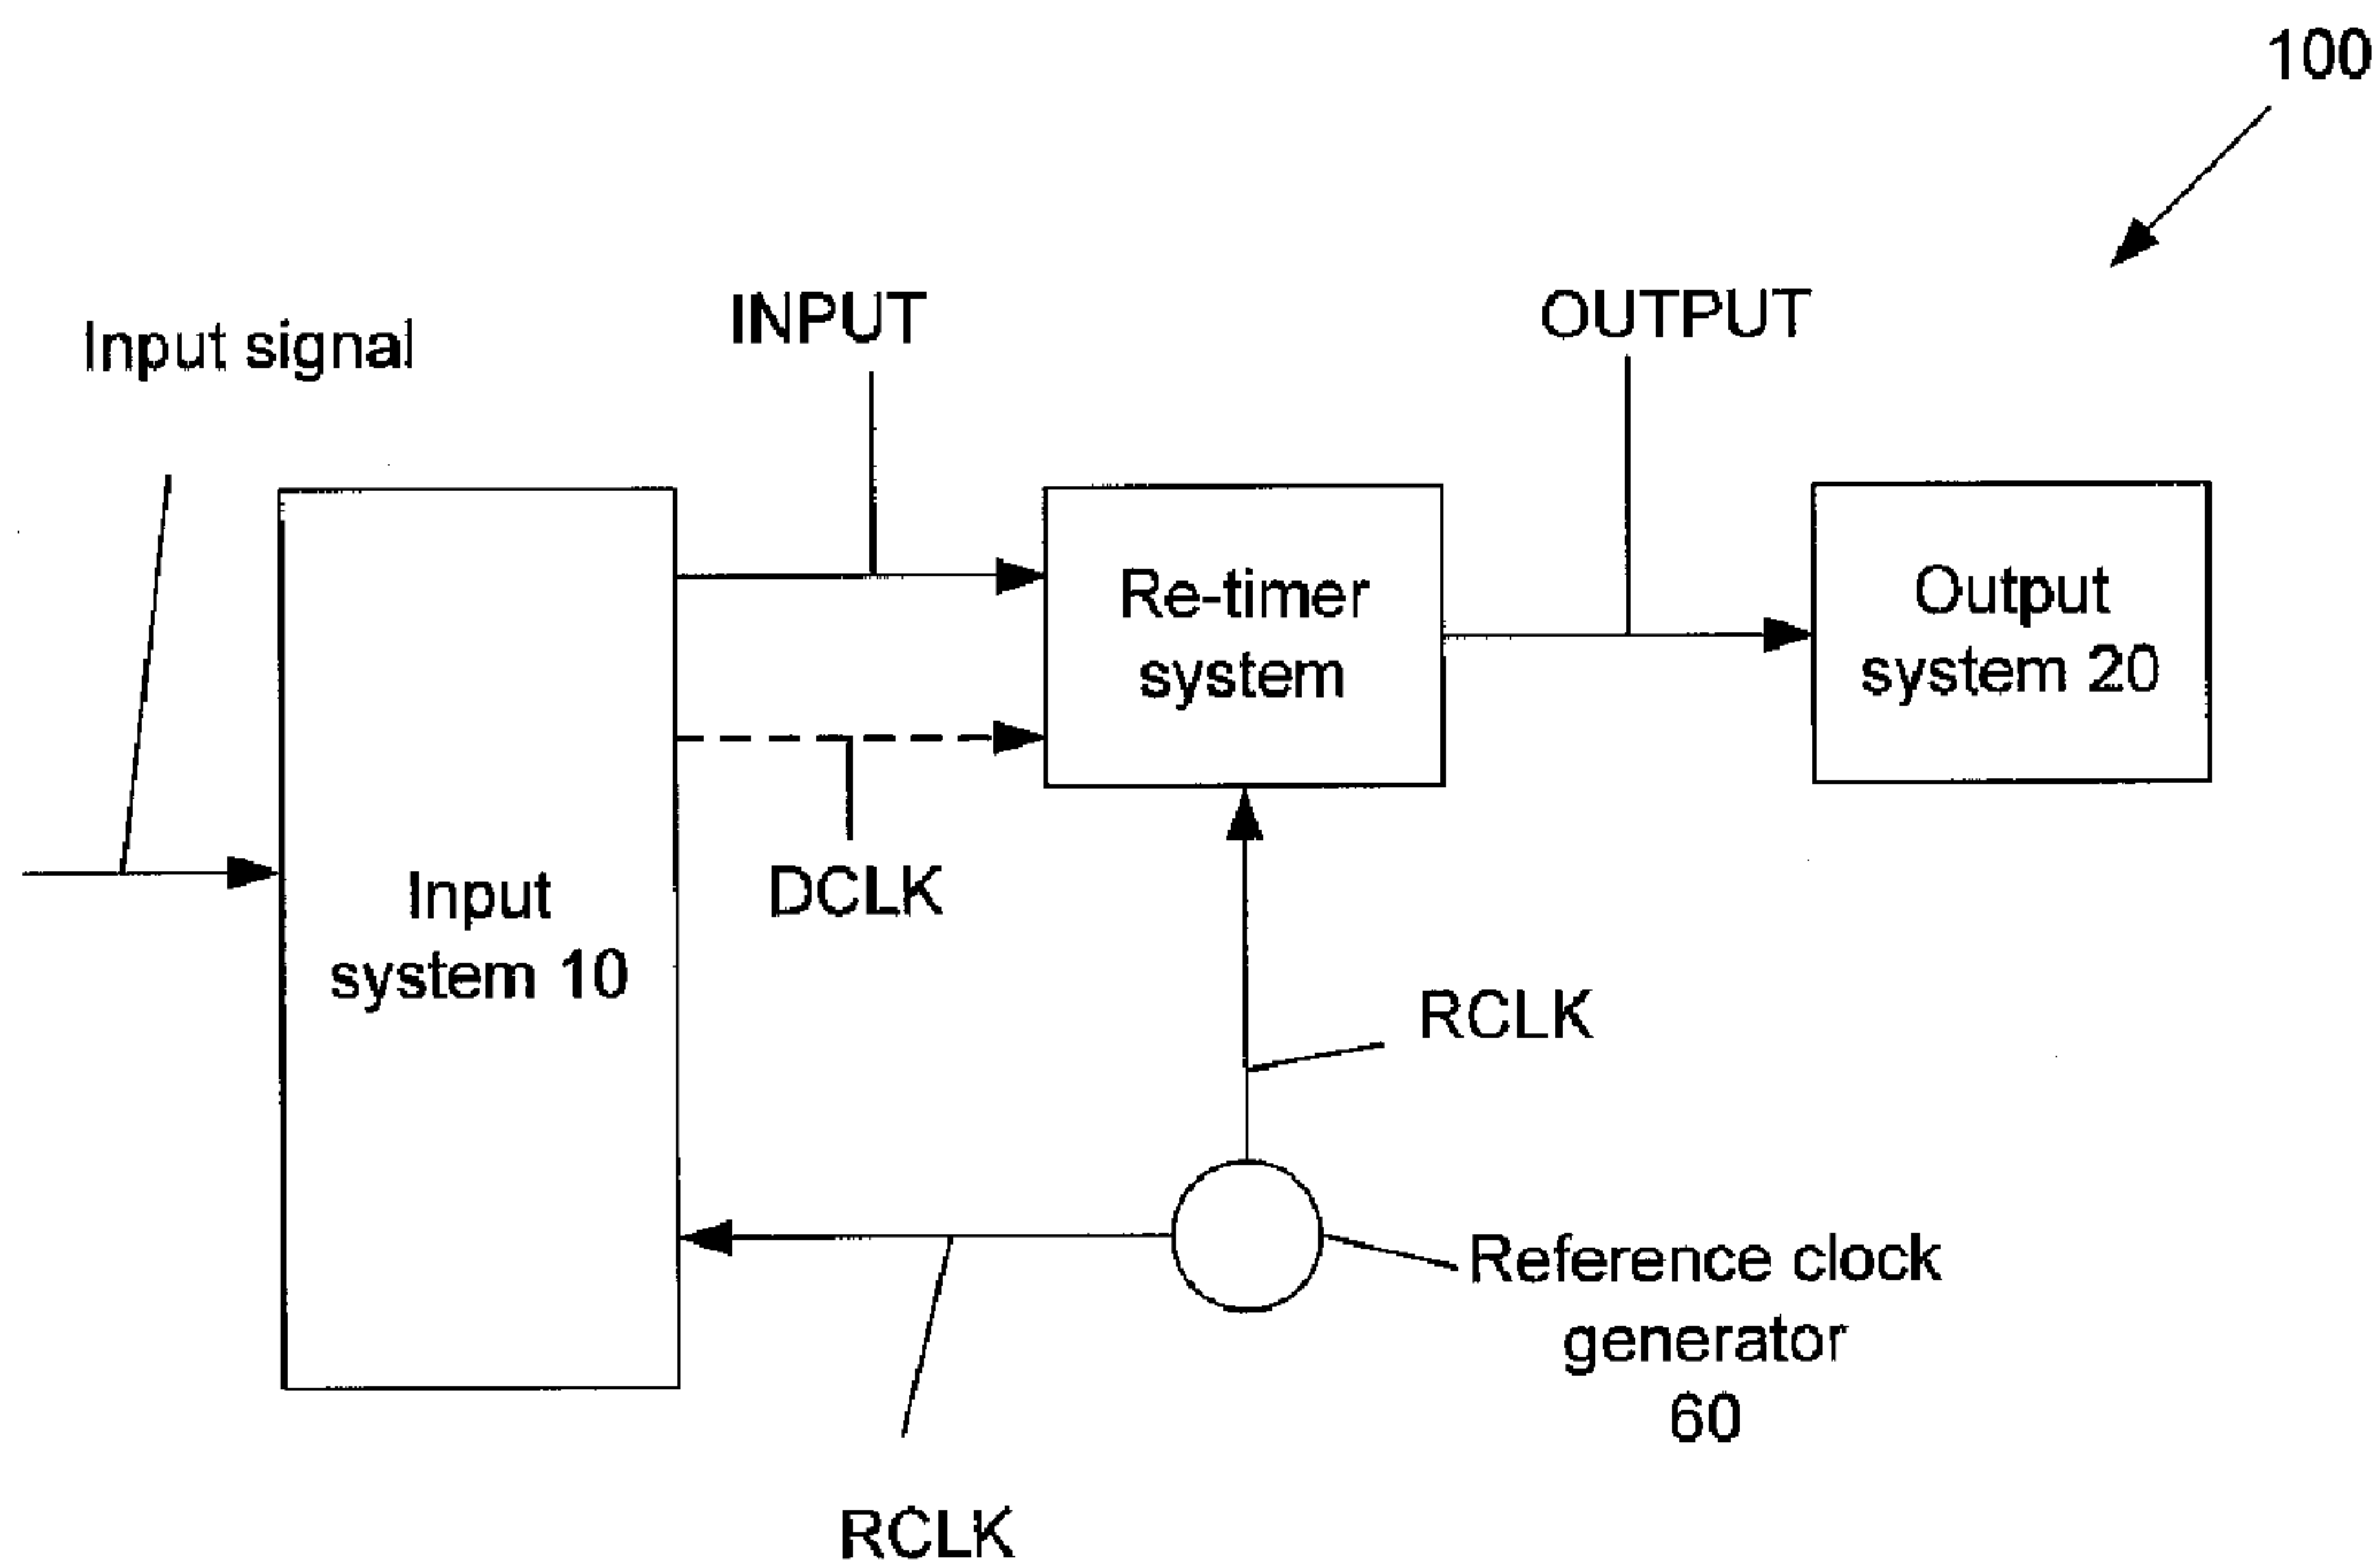 100
Input signal
INPUT
OUTPUT
Re-timer
system
Output
system 20
DCLK
Input
system 10
RCLK
Reference clock
generator
60
RCLK